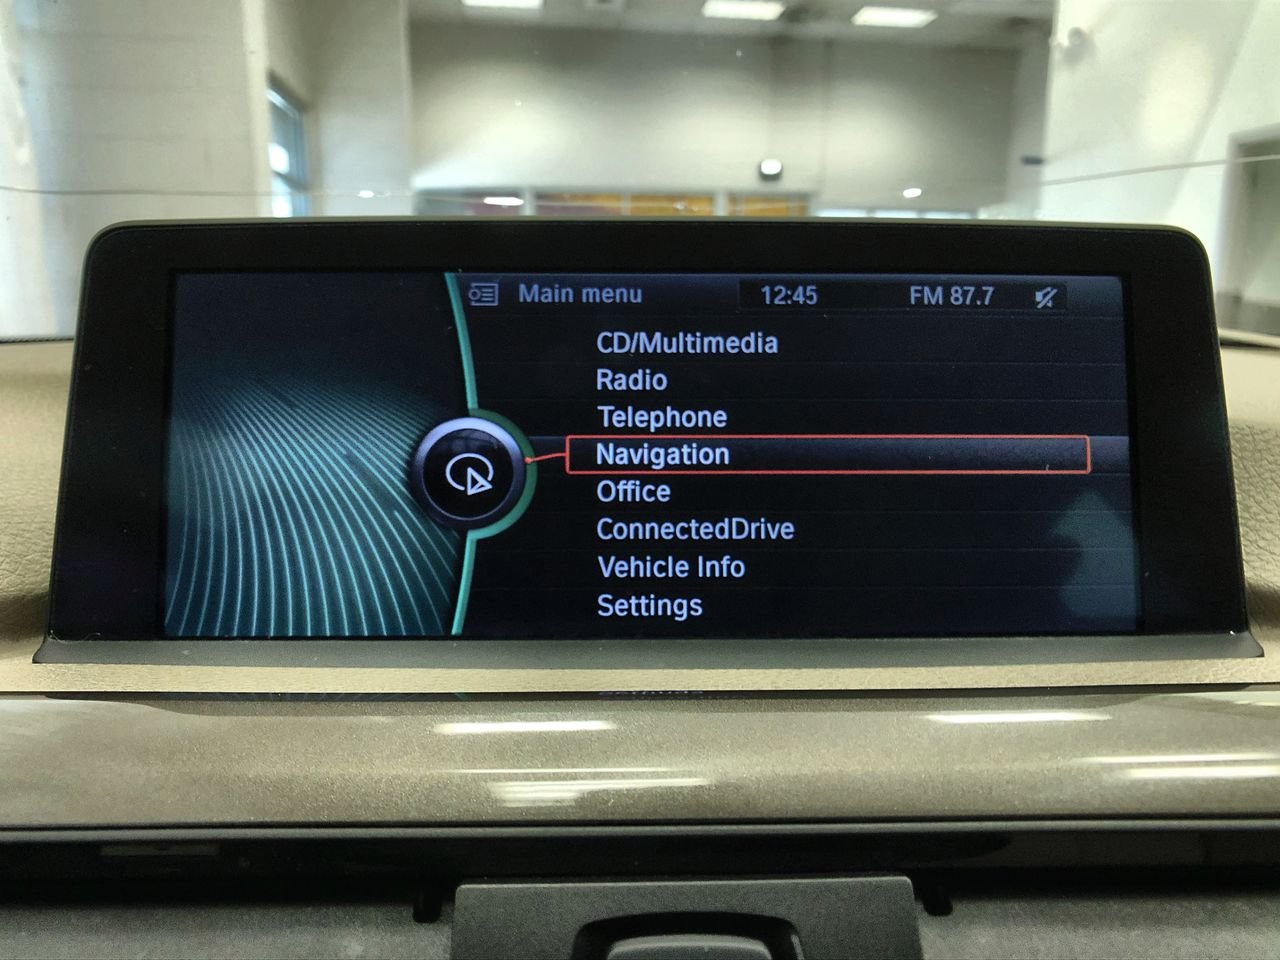 Main menu 12:45 FM 87.7
CD/Multimedia
Radio
Telephone
Navigation
Office
ConnectedDrive
Vehicle Info
Settings